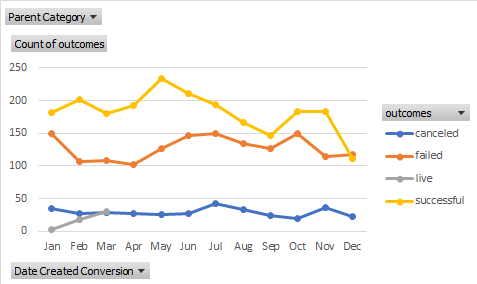 Parent Category
Count of outcomes
250
200
150
100
50
0
Jan Feb Mar Apr May Jun Jul Aug Sep Oct Nov Dec
outcomes
canceled
failed
live
successful
Date Created Conversion